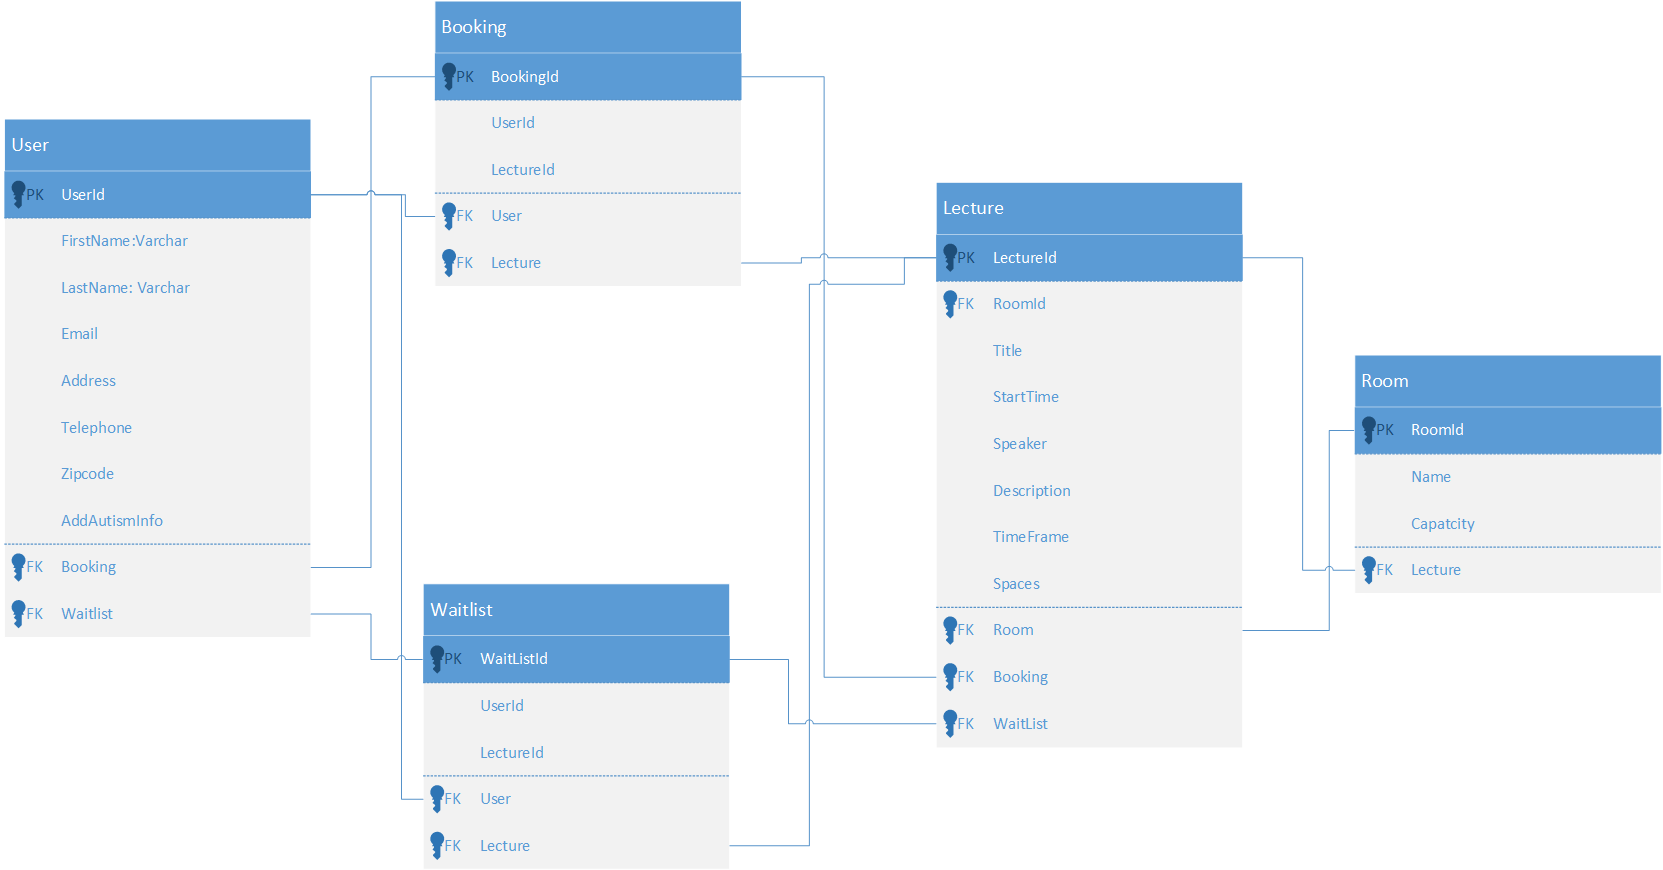 Booking
PK BookingId
UserId
LectureId
FK User
FK Lecture
User
PK UserId
FirstName:Varchar
LastName: Varchar
Email
Address
Telephone
Zipcode
AddAutismInfo
FK Booking
FK Waitlist
Waitlist
PK WaitListId
UserId
LectureId
FK User
FK Lecture
Lecture
PK LectureId
FK RoomId
Title
StartTime
Speaker
Description
TimeFrame
Spaces
FK Room
FK Booking
FK WaitList
Room
PK RoomId
Name
Capatcity
FK Lecture